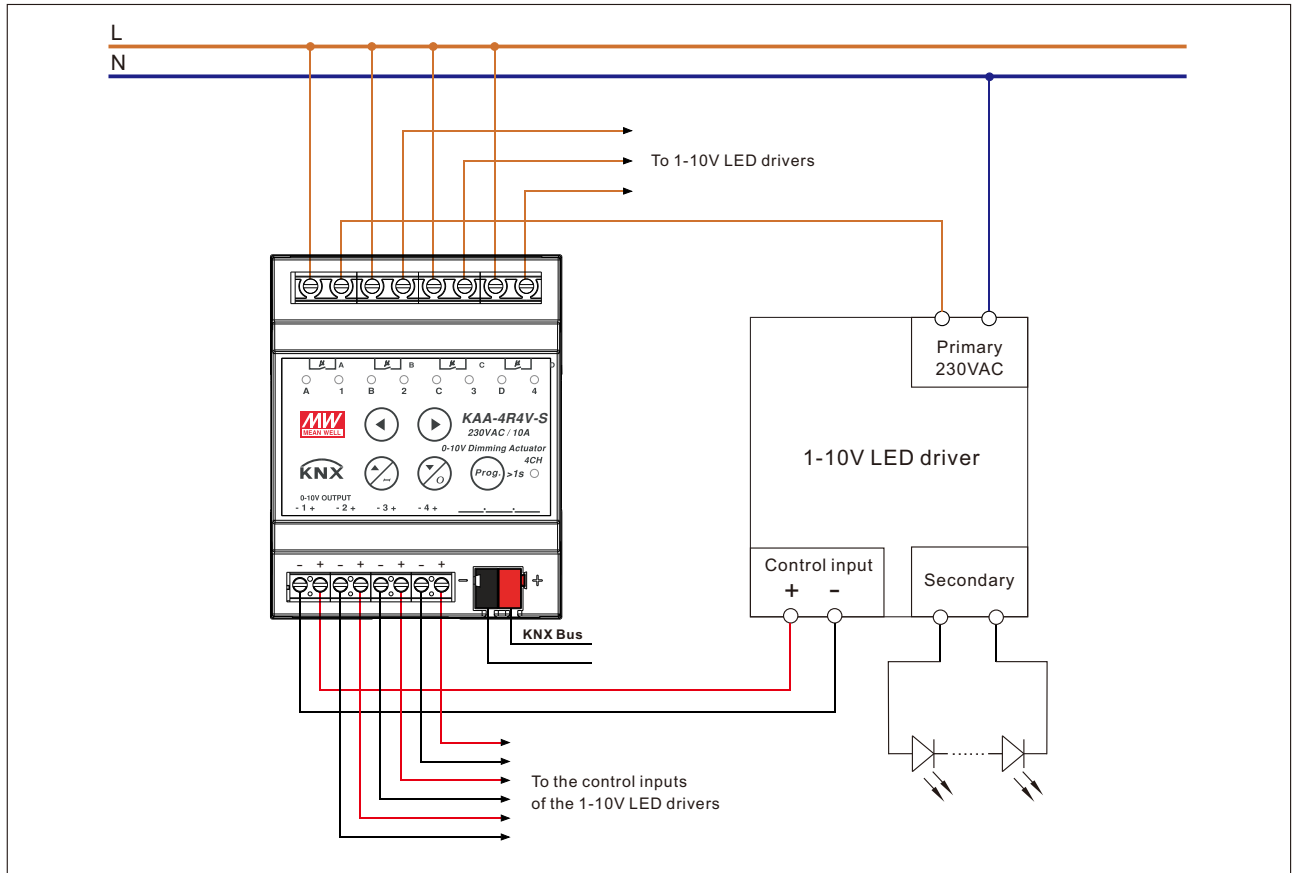 L
N
To 1-10V LED drivers
µ A µ B µ C µ D
A 1 B 2 C 3 D 4
MW
MEAN WELL
KAA-4R4V-S
230VAC / 10A
0-10V Dimming Actuator
4CH
KNX
Prog. >1s
O
0-10V OUTPUT
- 1 + - 2 + - 3 + - 4 +
– + – + – + – +
– +
KNX Bus
Primary
230VAC
1-10V LED driver
Control input
+ -
Secondary
To the control inputs
of the 1-10V LED drivers